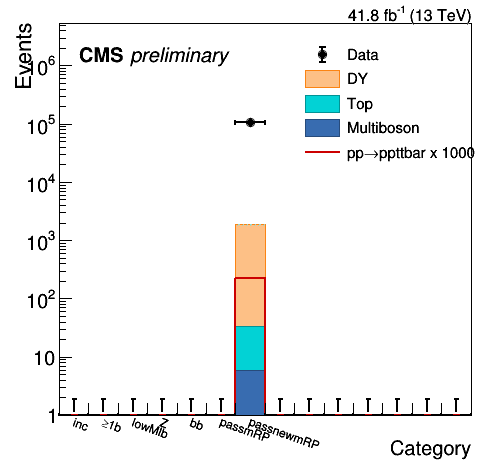 41.8 fb⁻¹ (13 TeV)
Events
CMS preliminary
Data
DY
Top
Multiboson
pp→ppttbar x 1000
10⁶
10⁵
10⁴
10³
10²
10
1
inc
≥1b
lowMlb
Z
bb
passmRP
passnewmRP
Category